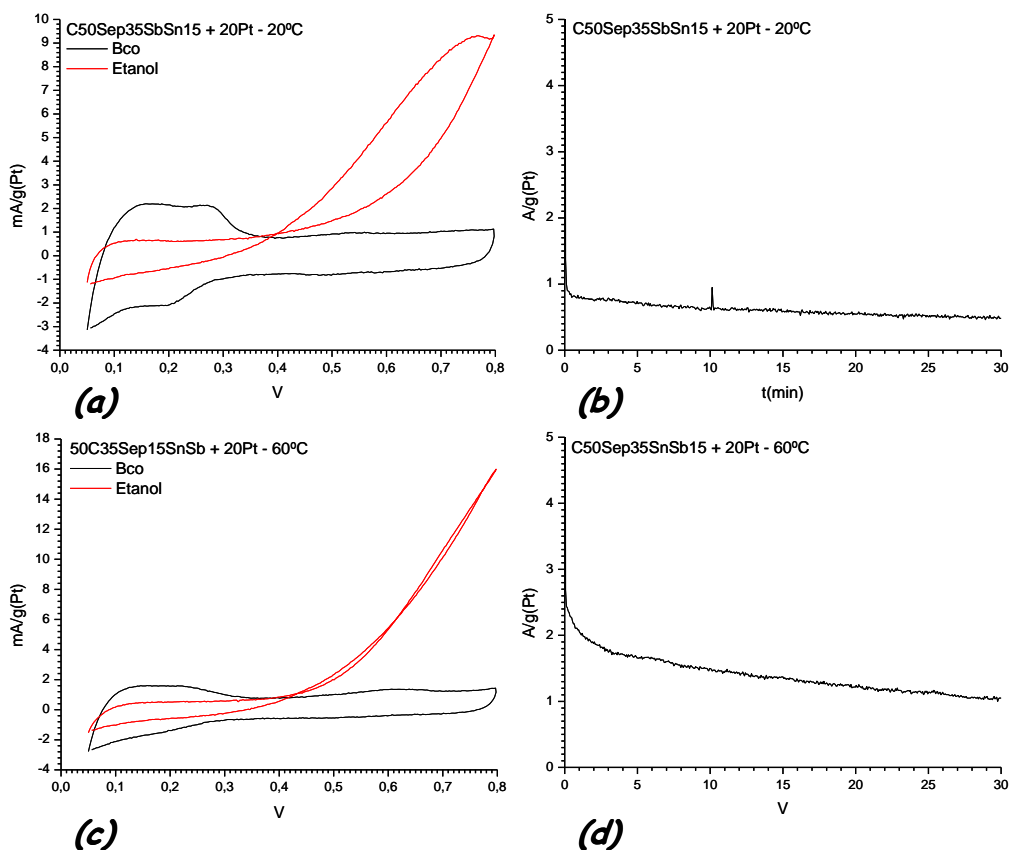 C50Sep35SbSn15 + 20Pt - 20ºC
Bco
Etanol
mA/g(Pt)
10
9
8
7
6
5
4
3
2
1
0
-1
-2
-3
-4
0,0 0,1 0,2 0,3 0,4 0,5 0,6 0,7 0,8
V
(a)
C50Sep35SbSn15 + 20Pt - 20ºC
A/g(Pt)
5
4
3
2
1
0
0 5 10 15 20 25 30
t(min)
(b)
50C35Sep15SnSb + 20Pt - 60ºC
Bco
Etanol
mA/g(Pt)
18
16
14
12
10
8
6
4
2
0
-2
-4
0,0 0,1 0,2 0,3 0,4 0,5 0,6 0,7 0,8
V
(c)
C50Sep35SnSb15 + 20Pt - 60ºC
A/g(Pt)
5
4
3
2
1
0
0 5 10 15 20 25 30
V
(d)